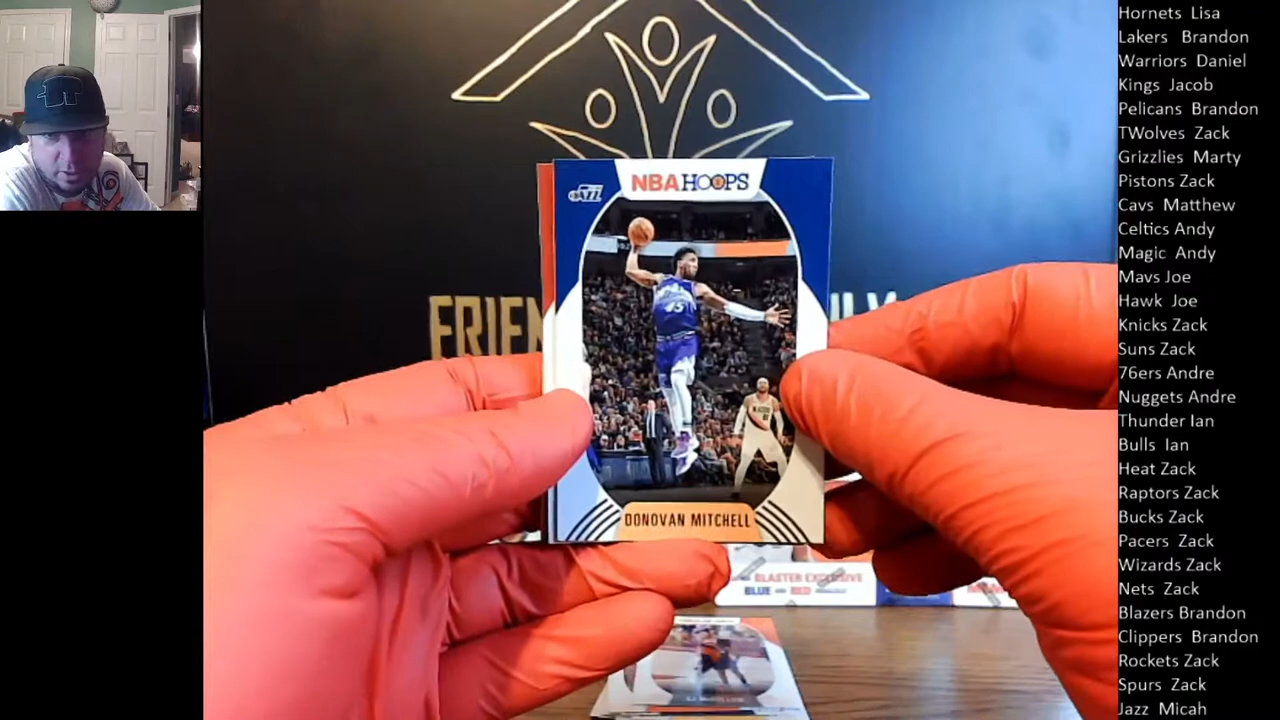 JAZZ
NBA HOOPS
45
DONOVAN MITCHELL
BLASTER EXCLUSIVE
BLUE AND RED
Hornets Lisa
Lakers Brandon
Warriors Daniel
Kings Jacob
Pelicans Brandon
TWolves Zack
Grizzlies Marty
Pistons Zack
Cavs Matthew
Celtics Andy
Magic Andy
Mavs Joe
Hawk Joe
Knicks Zack
Suns Zack
76ers Andre
Nuggets Andre
Thunder Ian
Bulls Ian
Heat Zack
Raptors Zack
Bucks Zack
Pacers Zack
Wizards Zack
Nets Zack
Blazers Brandon
Clippers Brandon
Rockets Zack
Spurs Zack
Jazz Micah